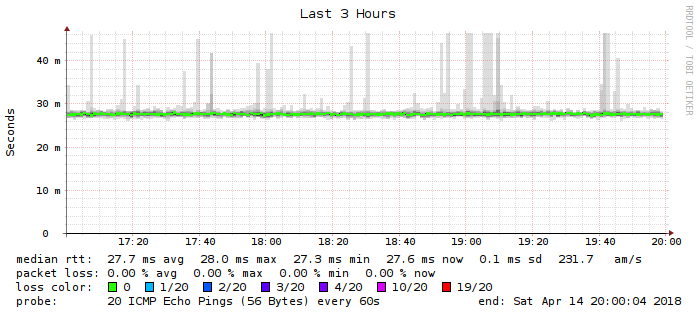 Last 3 Hours
RRDTOOL / TOBI OETIKER
Seconds
40 m
30 m
20 m
10 m
0
17:20 17:40 18:00 18:20 18:40 19:00 19:20 19:40 20:00
median rtt: 27.7 ms avg 28.0 ms max 27.3 ms min 27.6 ms now 0.1 ms sd 231.7 am/s
packet loss: 0.00 % avg 0.00 % max 0.00 % min 0.00 % now
loss color: 0 1/20 2/20 3/20 4/20 10/20 19/20
probe: 20 ICMP Echo Pings (56 Bytes) every 60s end: Sat Apr 14 20:00:04 2018